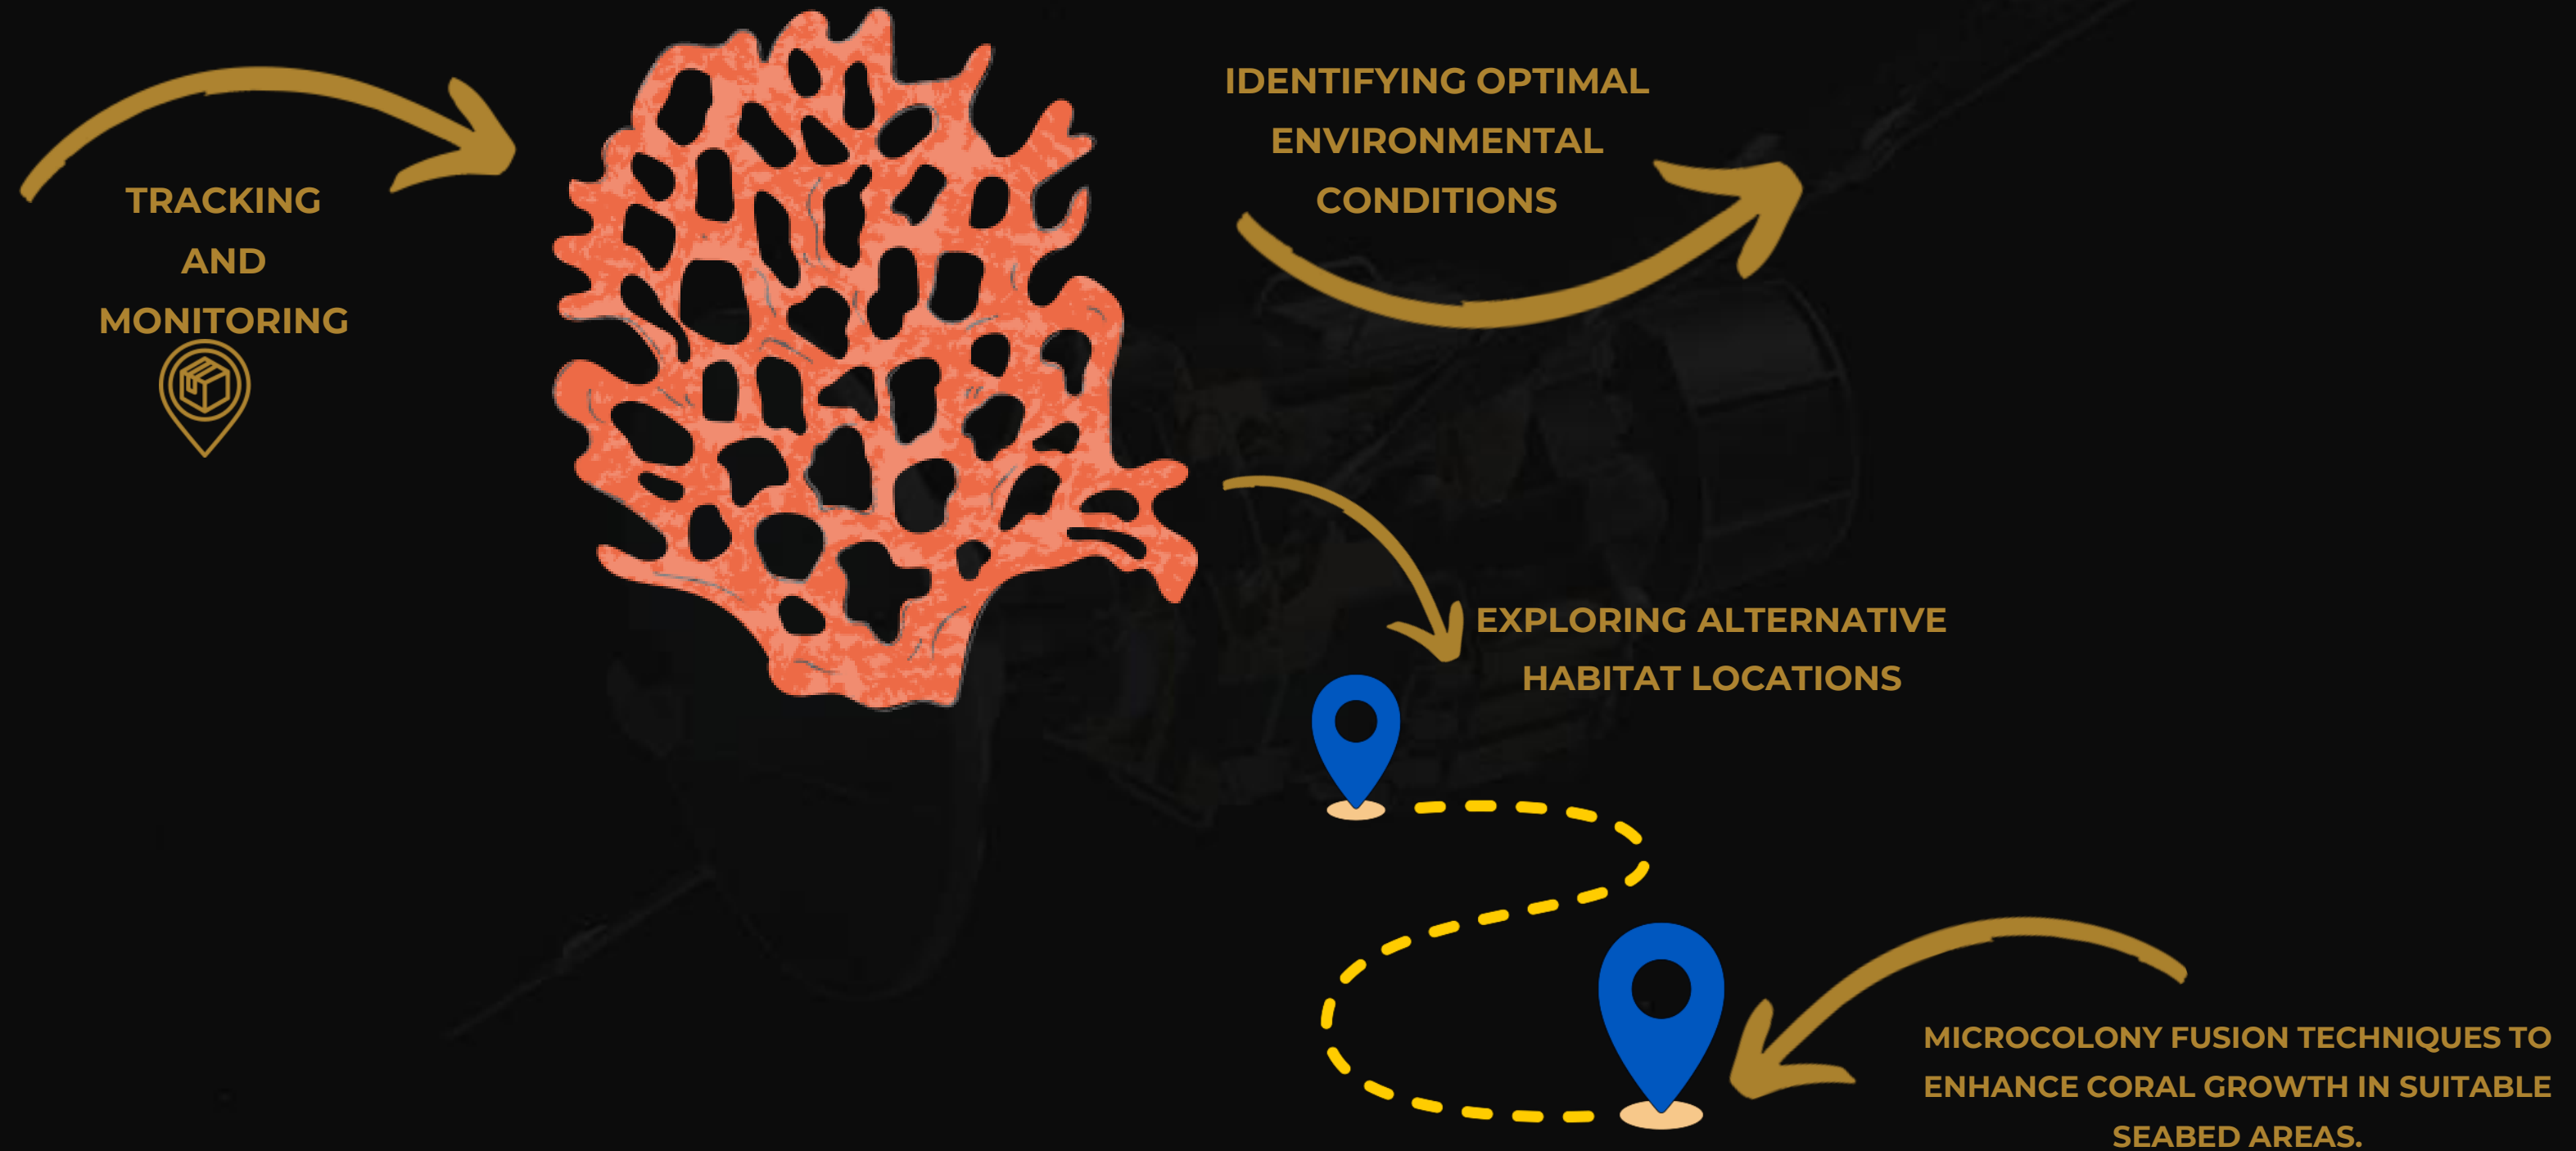 TRACKING
AND
MONITORING
IDENTIFYING OPTIMAL
ENVIRONMENTAL
CONDITIONS
EXPLORING ALTERNATIVE
HABITAT LOCATIONS
MICROCOLONY FUSION TECHNIQUES TO
ENHANCE CORAL GROWTH IN SUITABLE
SEABED AREAS.